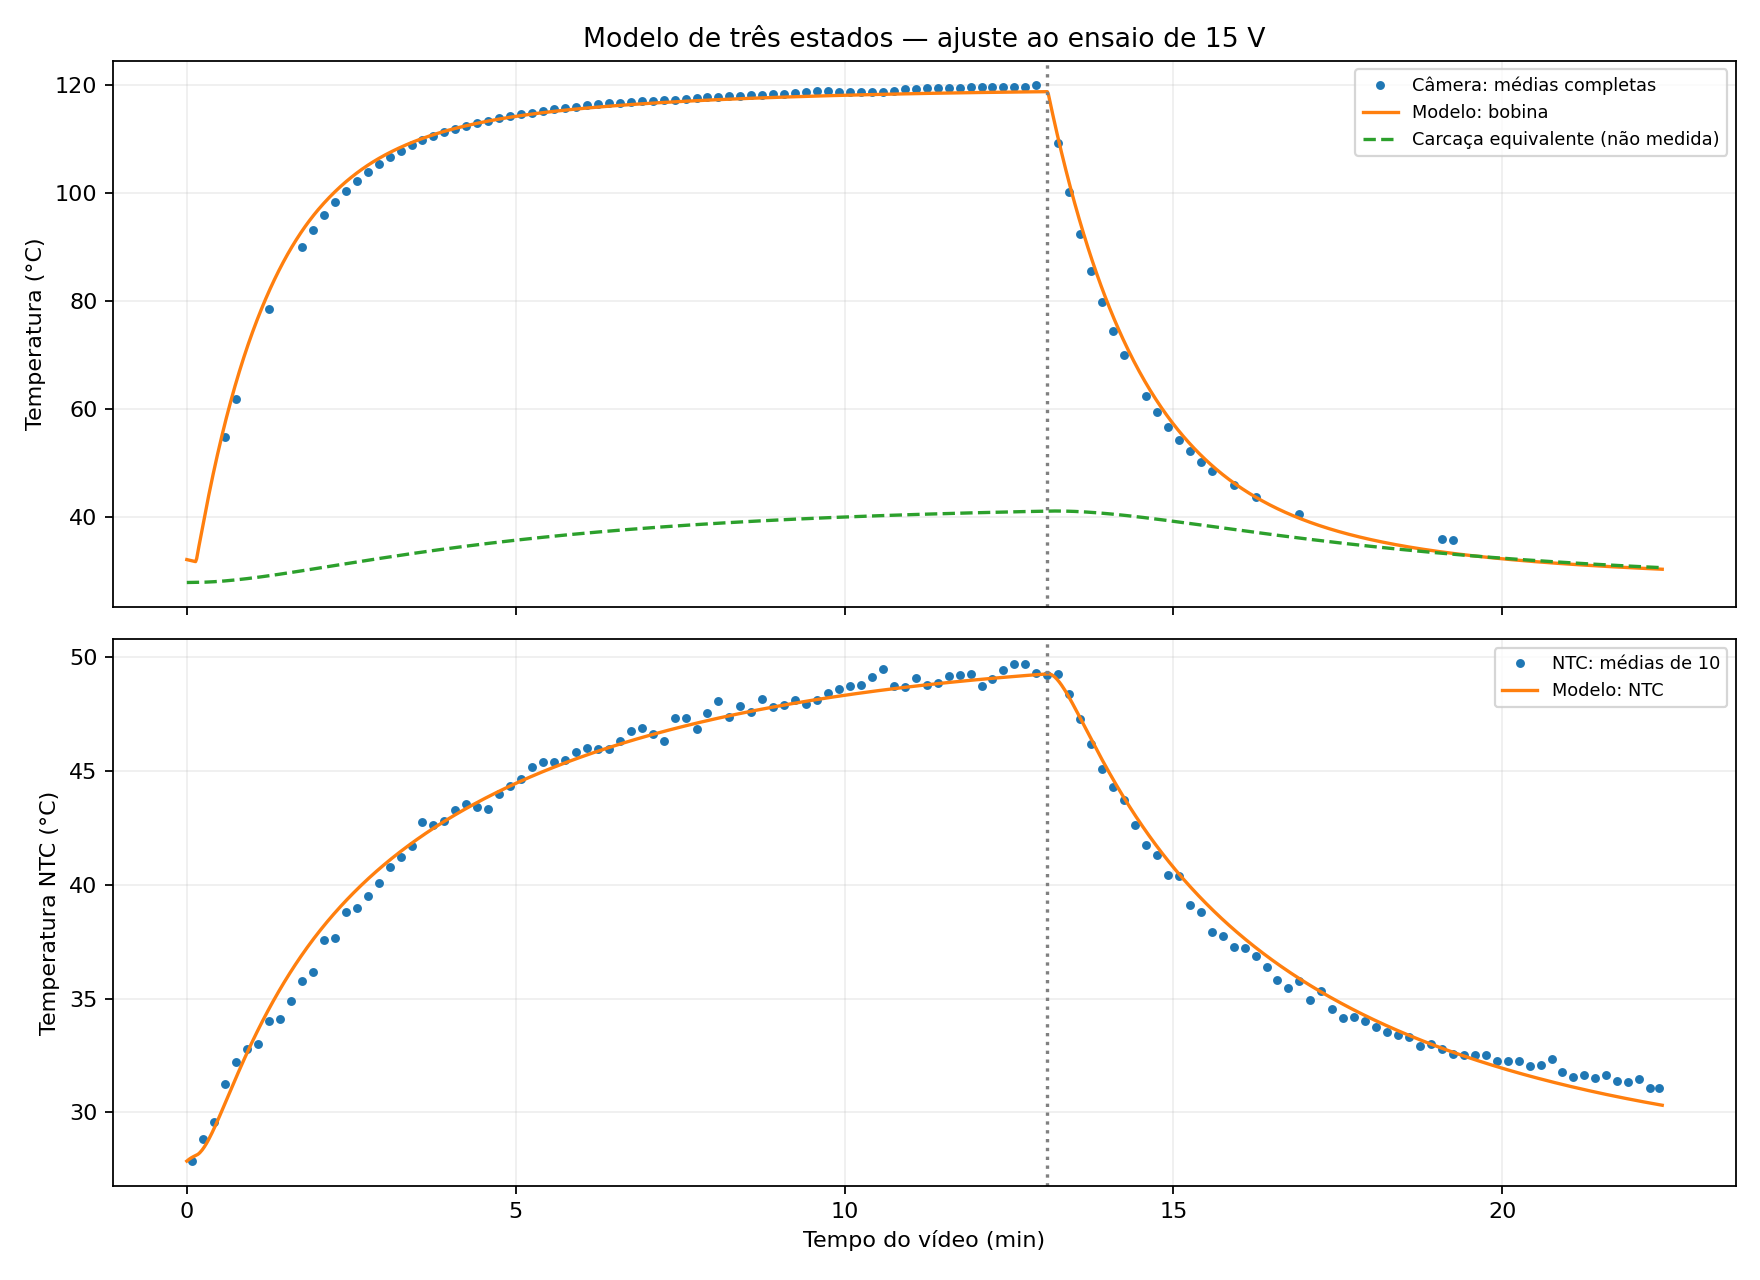 Modelo de três estados — ajuste ao ensaio de 15 V
Temperatura (°C)
120
100
80
60
40
Câmera: médias completas
Modelo: bobina
Carcaça equivalente (não medida)
Temperatura NTC (°C)
50
45
40
35
30
NTC: médias de 10
Modelo: NTC
0 5 10 15 20
Tempo do vídeo (min)